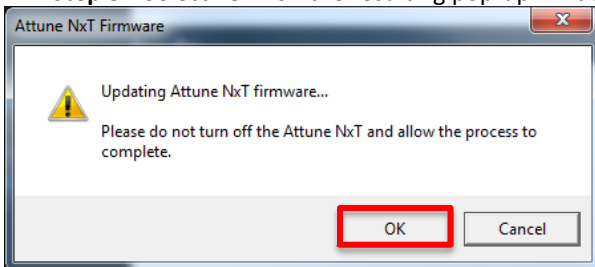 Attune NxT Firmware
Updating Attune NxT firmware...
Please do not turn off the Attune NxT and allow the process to
complete.
OK
Cancel